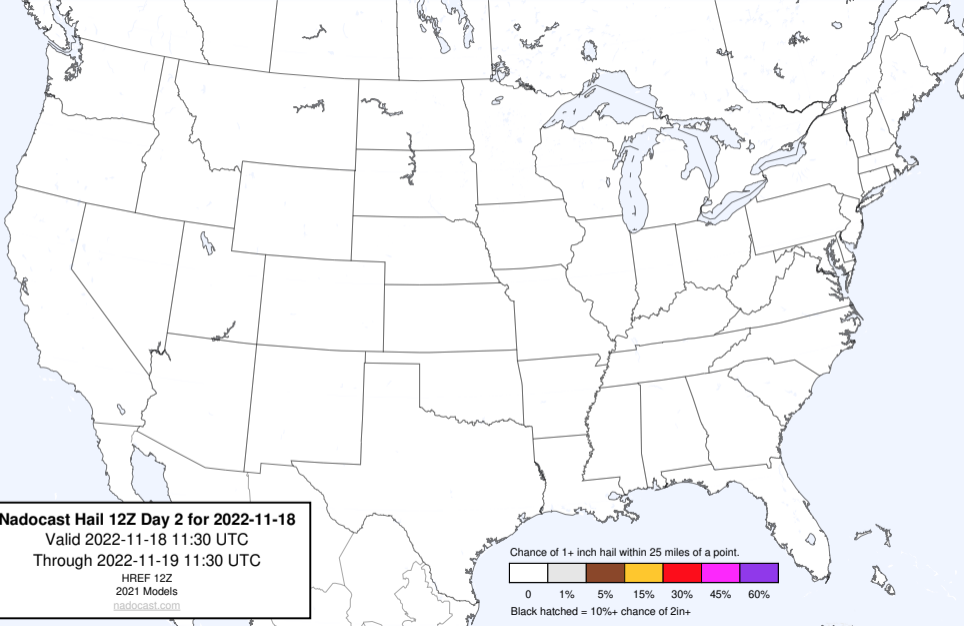 Nadocast Hail 12Z Day 2 for 2022-11-18
Valid 2022-11-18 11:30 UTC
Through 2022-11-19 11:30 UTC
HREF 12Z
2021 Models
nadocast.com
Chance of 1+ inch hail within 25 miles of a point.
0 1% 5% 15% 30% 45% 60%
Black hatched = 10%+ chance of 2in+